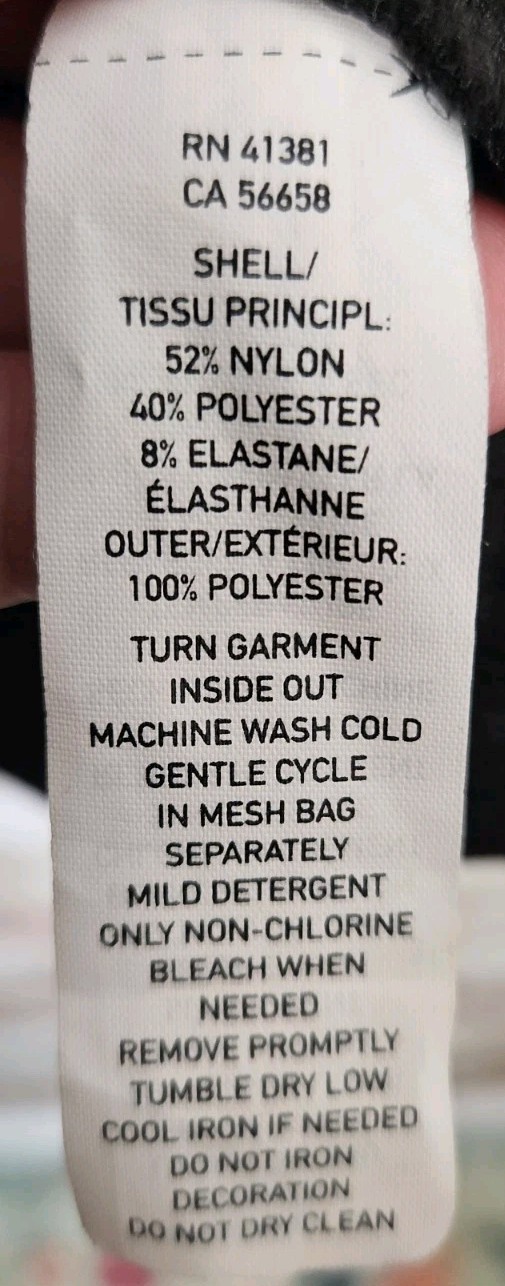 RN 41381
CA 56658
SHELL/
TISSU PRINCIPL:
52% NYLON
40% POLYESTER
8% ELASTANE/
ÉLASTHANNE
OUTER/EXTÉRIEUR:
100% POLYESTER
TURN GARMENT
INSIDE OUT
MACHINE WASH COLD
GENTLE CYCLE
IN MESH BAG
SEPARATELY
MILD DETERGENT
ONLY NON-CHLORINE
BLEACH WHEN
NEEDED
REMOVE PROMPTLY
TUMBLE DRY LOW
COOL IRON IF NEEDED
DO NOT IRON
DECORATION
DO NOT DRY CLEAN